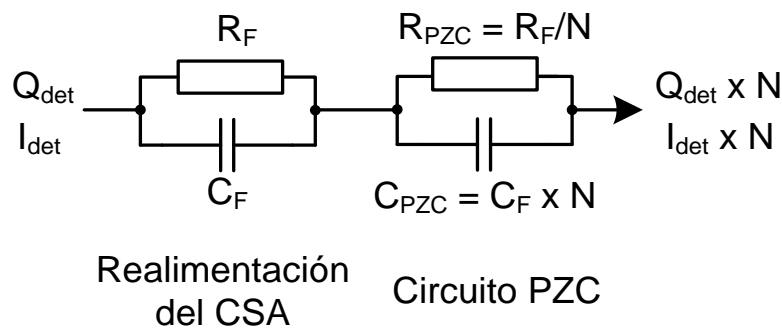 R_F
R_PZC = R_F/N
Q_det
Q_det x N
I_det
I_det x N
C_F
C_PZC = C_F x N
Realimentación
del CSA
Circuito PZC